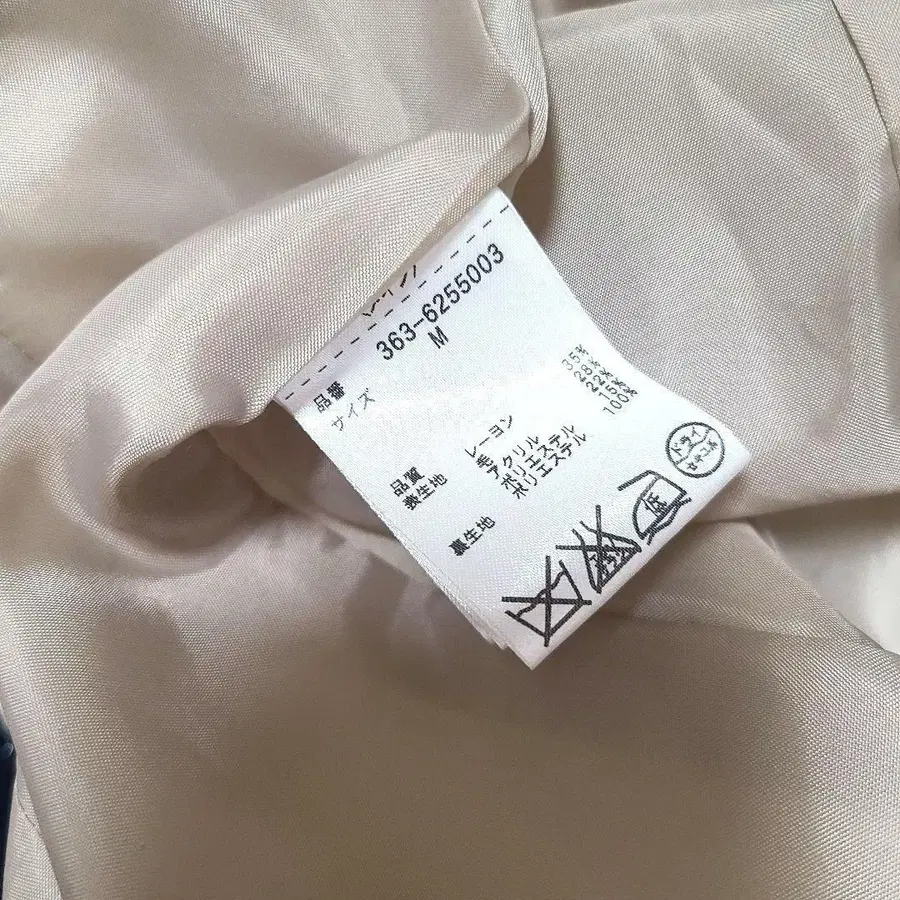 品番 363-6255003
サイズ M
品質
表生地 レーヨン 35%
毛 28%
アクリル 22%
ポリエステル 15%
裏生地 ポリエステル 100%
低
ドライ
セキユ系